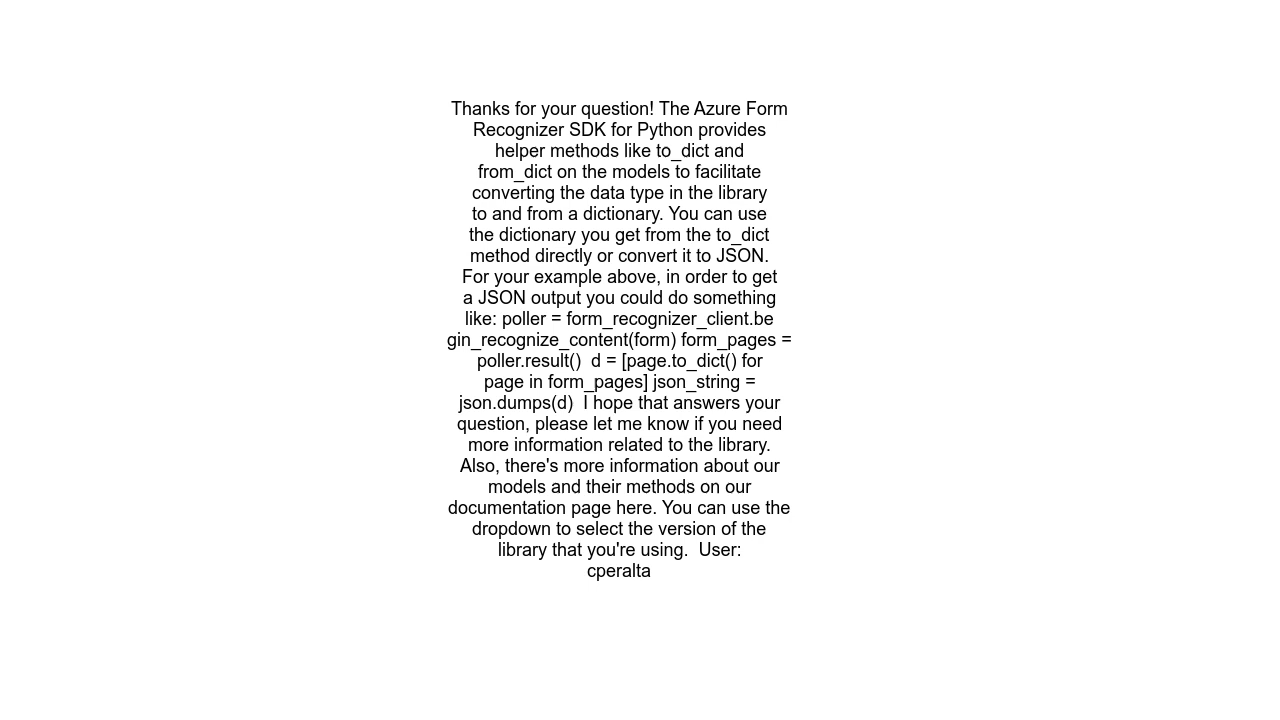 Thanks for your question! The Azure Form
Recognizer SDK for Python provides
helper methods like to_dict and
from_dict on the models to facilitate
converting the data type in the library
to and from a dictionary. You can use
the dictionary you get from the to_dict
method directly or convert it to JSON.
For your example above, in order to get
a JSON output you could do something
like: poller = form_recognizer_client.be
gin_recognize_content(form) form_pages =
poller.result()  d = [page.to_dict() for
page in form_pages] json_string =
json.dumps(d)  I hope that answers your
question, please let me know if you need
more information related to the library.
Also, there's more information about our
models and their methods on our
documentation page here. You can use the
dropdown to select the version of the
library that you're using.  User:
cperalta